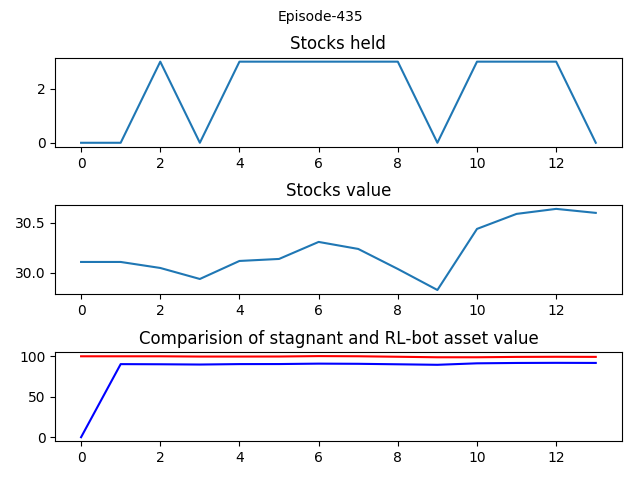 Episode-435
Stocks held
2
0
0 2 4 6 8 10 12
Stocks value
30.5
30.0
0 2 4 6 8 10 12
Comparision of stagnant and RL-bot asset value
100
50
0
0 2 4 6 8 10 12